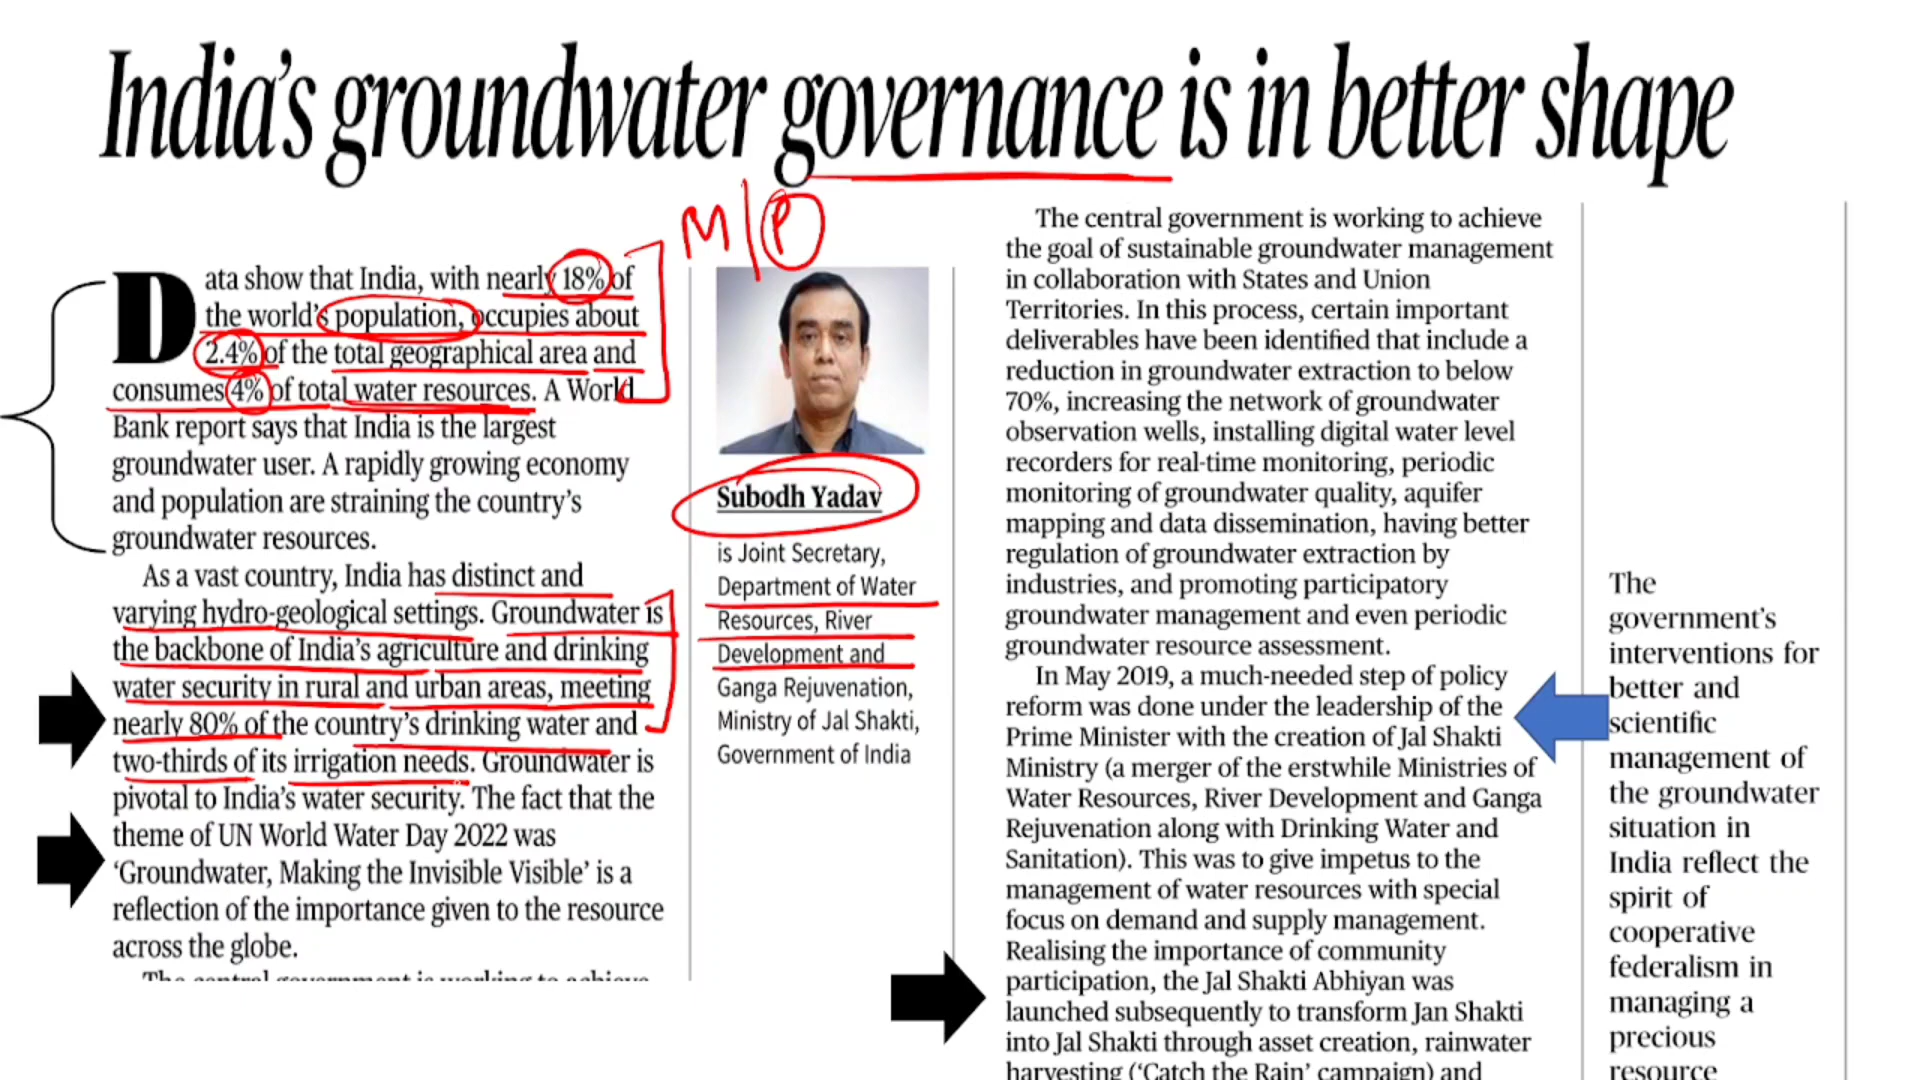 India's groundwater governance is in better shape
M/P
Data show that India, with nearly 18% of
the world's population, occupies about
2.4% of the total geographical area and
consumes 4% of total water resources. A World
Bank report says that India is the largest
groundwater user. A rapidly growing economy
and population are straining the country's
groundwater resources.
As a vast country, India has distinct and
varying hydro-geological settings. Groundwater is
the backbone of India's agriculture and drinking
water security in rural and urban areas, meeting
nearly 80% of the country's drinking water and
two-thirds of its irrigation needs. Groundwater is
pivotal to India's water security. The fact that the
theme of UN World Water Day 2022 was
‘Groundwater, Making the Invisible Visible’ is a
reflection of the importance given to the resource
across the globe.
The central government is working to achieve
Subodh Yadav
is Joint Secretary,
Department of Water
Resources, River
Development and
Ganga Rejuvenation,
Ministry of Jal Shakti,
Government of India
The central government is working to achieve
the goal of sustainable groundwater management
in collaboration with States and Union
Territories. In this process, certain important
deliverables have been identified that include a
reduction in groundwater extraction to below
70%, increasing the network of groundwater
observation wells, installing digital water level
recorders for real-time monitoring, periodic
monitoring of groundwater quality, aquifer
mapping and data dissemination, having better
regulation of groundwater extraction by
industries, and promoting participatory
groundwater management and even periodic
groundwater resource assessment.
In May 2019, a much-needed step of policy
reform was done under the leadership of the
Prime Minister with the creation of Jal Shakti
Ministry (a merger of the erstwhile Ministries of
Water Resources, River Development and Ganga
Rejuvenation along with Drinking Water and
Sanitation). This was to give impetus to the
management of water resources with special
focus on demand and supply management.
Realising the importance of community
participation, the Jal Shakti Abhiyan was
launched subsequently to transform Jan Shakti
into Jal Shakti through asset creation, rainwater
harvesting (‘Catch the Rain’ campaign) and
The
government's
interventions for
better and
scientific
management of
the groundwater
situation in
India reflect the
spirit of
cooperative
federalism in
managing a
precious
resource